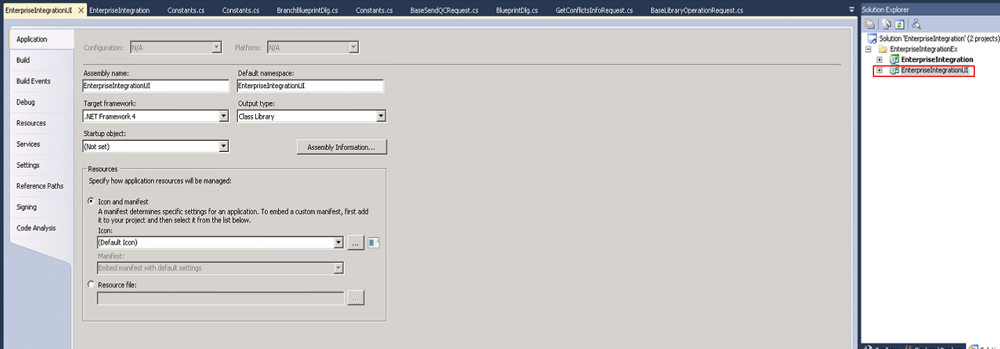 EnterpriseIntegrationUI
EnterpriseIntegration
Constants.cs
Constants.cs
BranchBlueprintDlg.cs
Constants.cs
BaseSendQCRequest.cs
BlueprintDlg.cs
GetConflictsInfoRequest.cs
BaseLibraryOperationRequest.cs
Application
Build
Build Events
Debug
Resources
Services
Settings
Reference Paths
Signing
Code Analysis
Configuration: N/A
Platform: N/A
Assembly name:
Default namespace:
EnterpriseIntegrationUI
EnterpriseIntegrationUI
Target framework:
Output type:
.NET Framework 4
Class Library
Startup object:
(Not set)
Assembly Information...
Resources
Specify how application resources will be managed:
Icon and manifest
A manifest determines specific settings for an application. To embed a custom manifest, first add
it to your project and then select it from the list below.
Icon:
(Default Icon)
...
Manifest:
Embed manifest with default settings
Resource file:
...
Solution Explorer
Solution 'EnterpriseIntegration' (2 projects)
EnterpriseIntegrationEx
EnterpriseIntegration
EnterpriseIntegrationUI